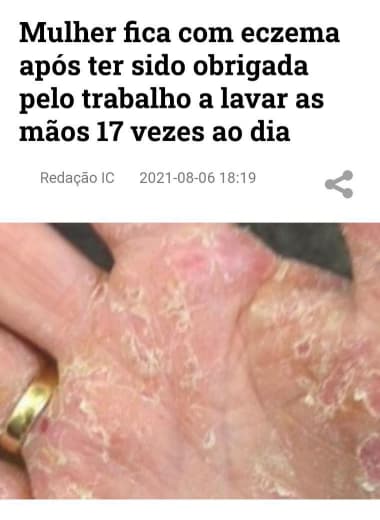 Mulher fica com eczema
após ter sido obrigada
pelo trabalho a lavar as
mãos 17 vezes ao dia
Redação IC 2021-08-06 18:19